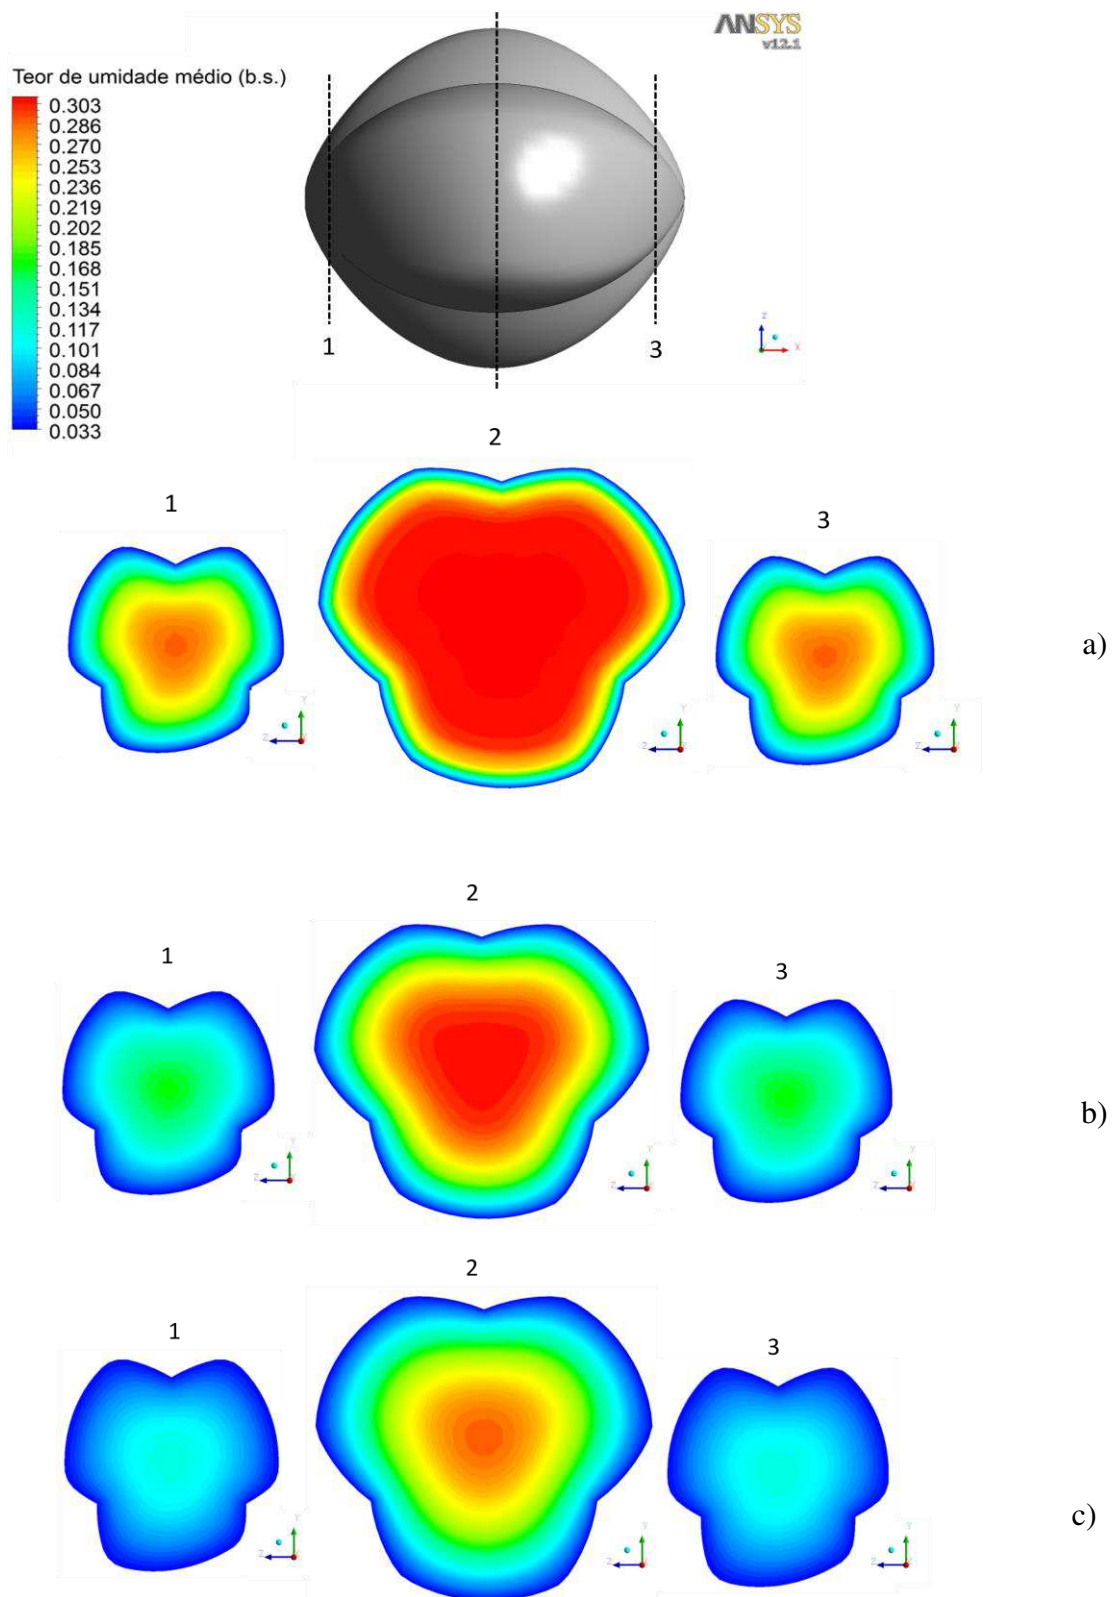 ANSYS
v12.1
Teor de umidade médio (b.s.)
0.303
0.286
0.270
0.253
0.236
0.219
0.202
0.185
0.168
0.151
0.134
0.117
0.101
0.084
0.067
0.050
0.033
Z
X
1
3
2
1
3
a)
Y
Z
Y
Z
Y
Z
2
1
3
b)
Y
Z
Y
Z
Y
Z
2
1
3
c)
Y
Z
Y
Z
Y
Z